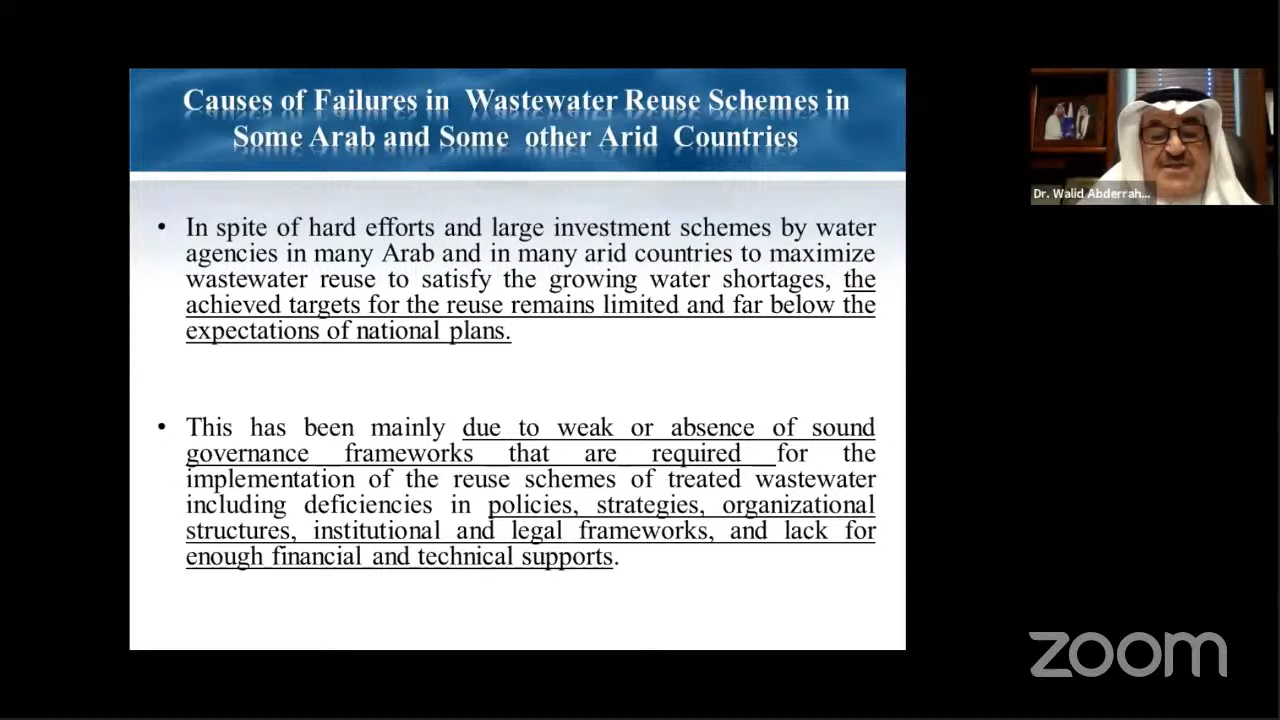 Causes of Failures in Wastewater Reuse Schemes in
Some Arab and Some other Arid Countries
• In spite of hard efforts and large investment schemes by water
agencies in many Arab and in many arid countries to maximize
wastewater reuse to satisfy the growing water shortages, the
achieved targets for the reuse remains limited and far below the
expectations of national plans.
• This has been mainly due to weak or absence of sound
governance frameworks that are required for the
implementation of the reuse schemes of treated wastewater
including deficiencies in policies, strategies, organizational
structures, institutional and legal frameworks, and lack for
enough financial and technical supports.
Dr. Walid Abderrah...
zoom